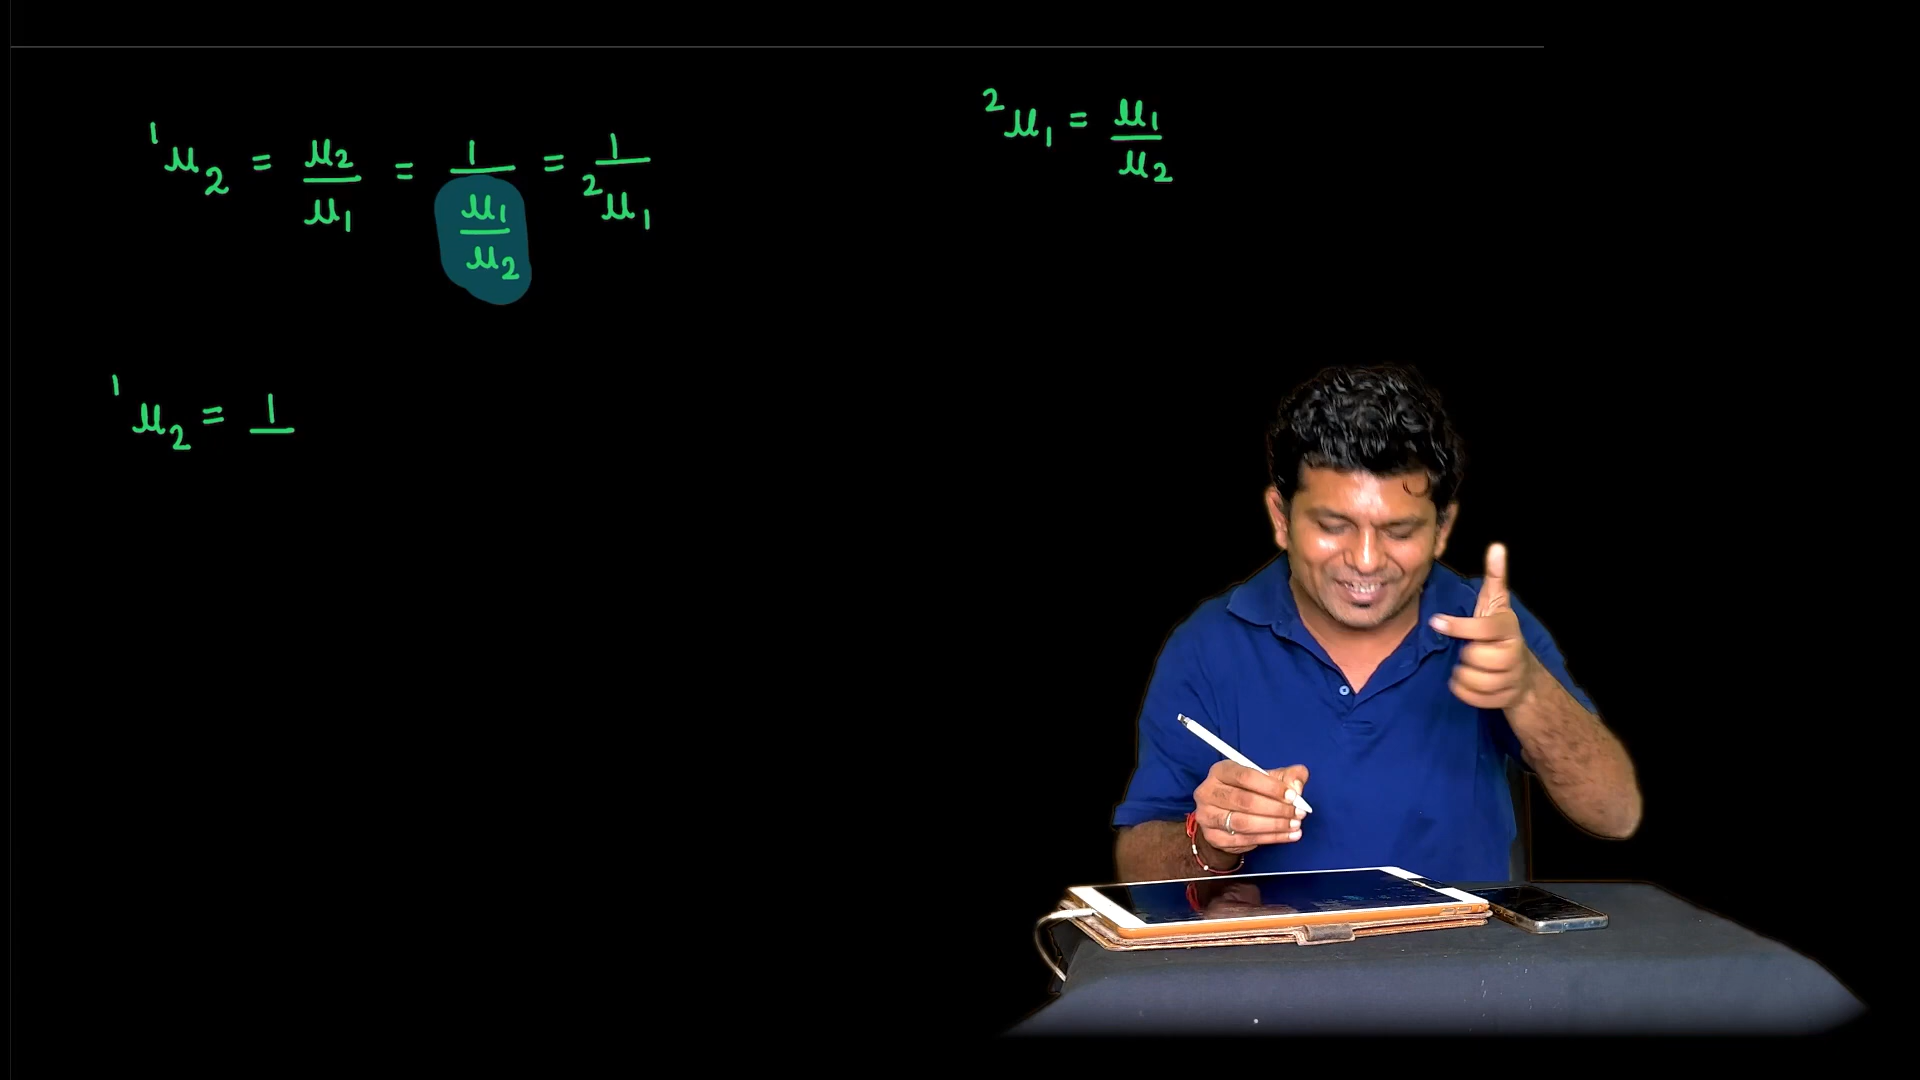 ¹μ₂ = μ₂/μ₁ = 1/(μ₁/μ₂) = 1/²μ₁
²μ₁ = μ₁/μ₂
¹μ₂ = 1/